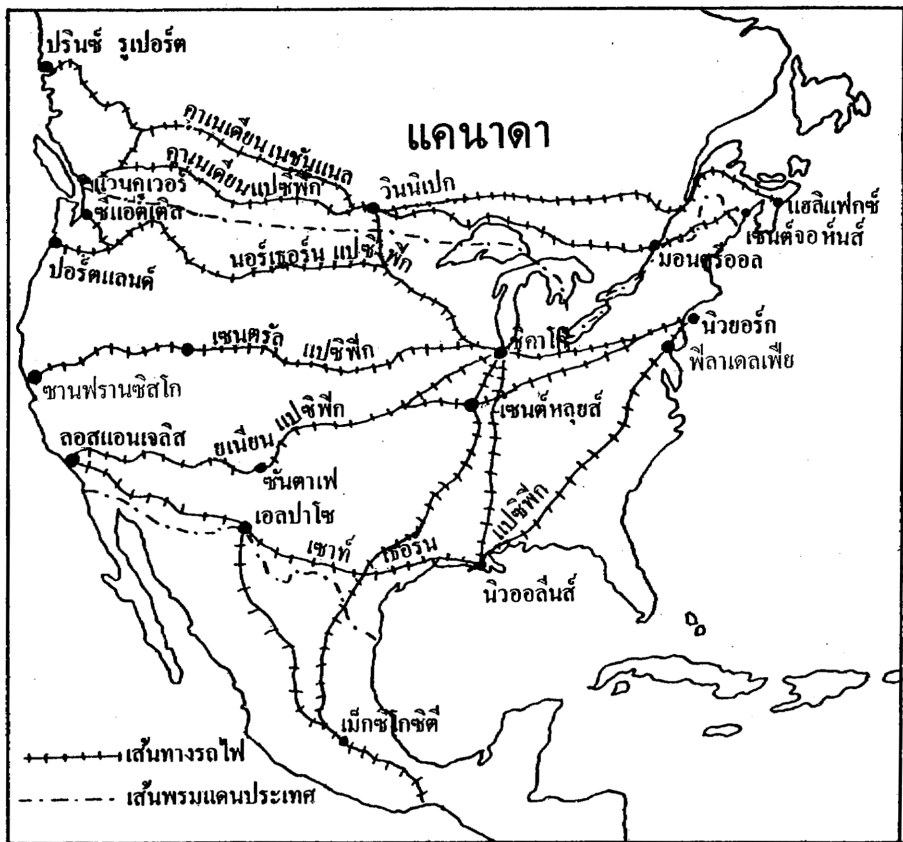 ปรินซ์ รูเปอร์ต
คาเนเดียนเนชันแนล
แคนาดา
คาเนเดียนแปซิฟิก
แวนคูเวอร์
วินนิเปก
ซีแอตเติล
แฮลิแฟกซ์
เซนต์จอห์นส์
นอร์เธอร์น แปซิฟิก
มอนตรีออล
ปอร์ตแลนด์
นิวยอร์ก
เซนตรัล แปซิฟิก
ชิคาโก
ฟิลาเดลเฟีย
ซานฟรานซิสโก
ยูเนียน แปซิฟิก
เซนต์หลุยส์
ลอสแอนเจลิส
ซันตาเฟ
เอลปาโซ
เซาท์ เธอร์น แปซิฟิก
นิวออลีนส์
เม็กซิโกซิตี
เส้นทางรถไฟ
เส้นพรมแดนประเทศ